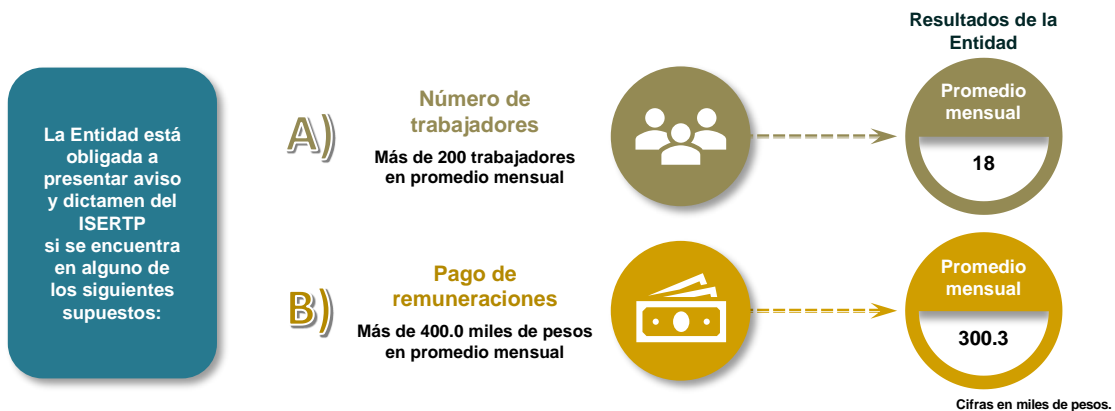 La Entidad está
obligada a
presentar aviso
y dictamen del
ISERTP
si se encuentra
en alguno de
los siguientes
supuestos:
A)
Número de
trabajadores
Más de 200 trabajadores
en promedio mensual
Resultados de la
Entidad
Promedio
mensual
18
B)
Pago de
remuneraciones
Más de 400.0 miles de pesos
en promedio mensual
Promedio
mensual
300.3
Cifras en miles de pesos.